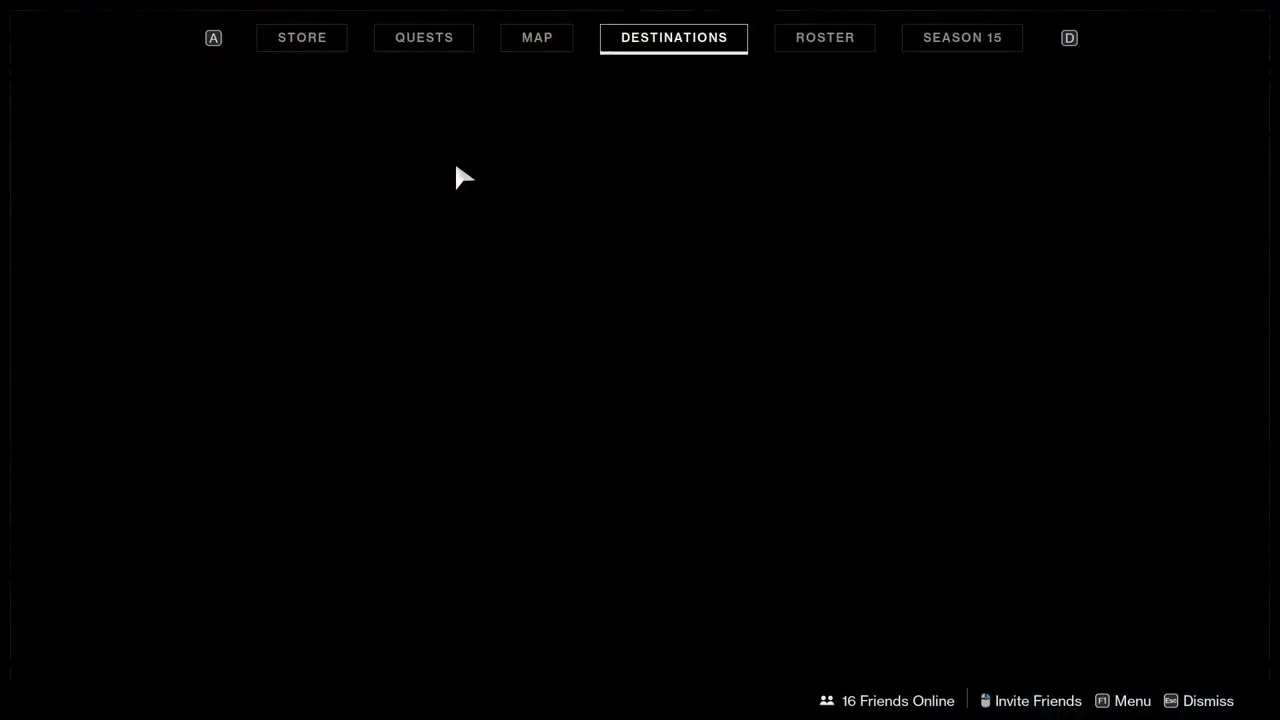 A STORE QUESTS MAP DESTINATIONS ROSTER SEASON 15 D
16 Friends Online Invite Friends F1 Menu Esc Dismiss